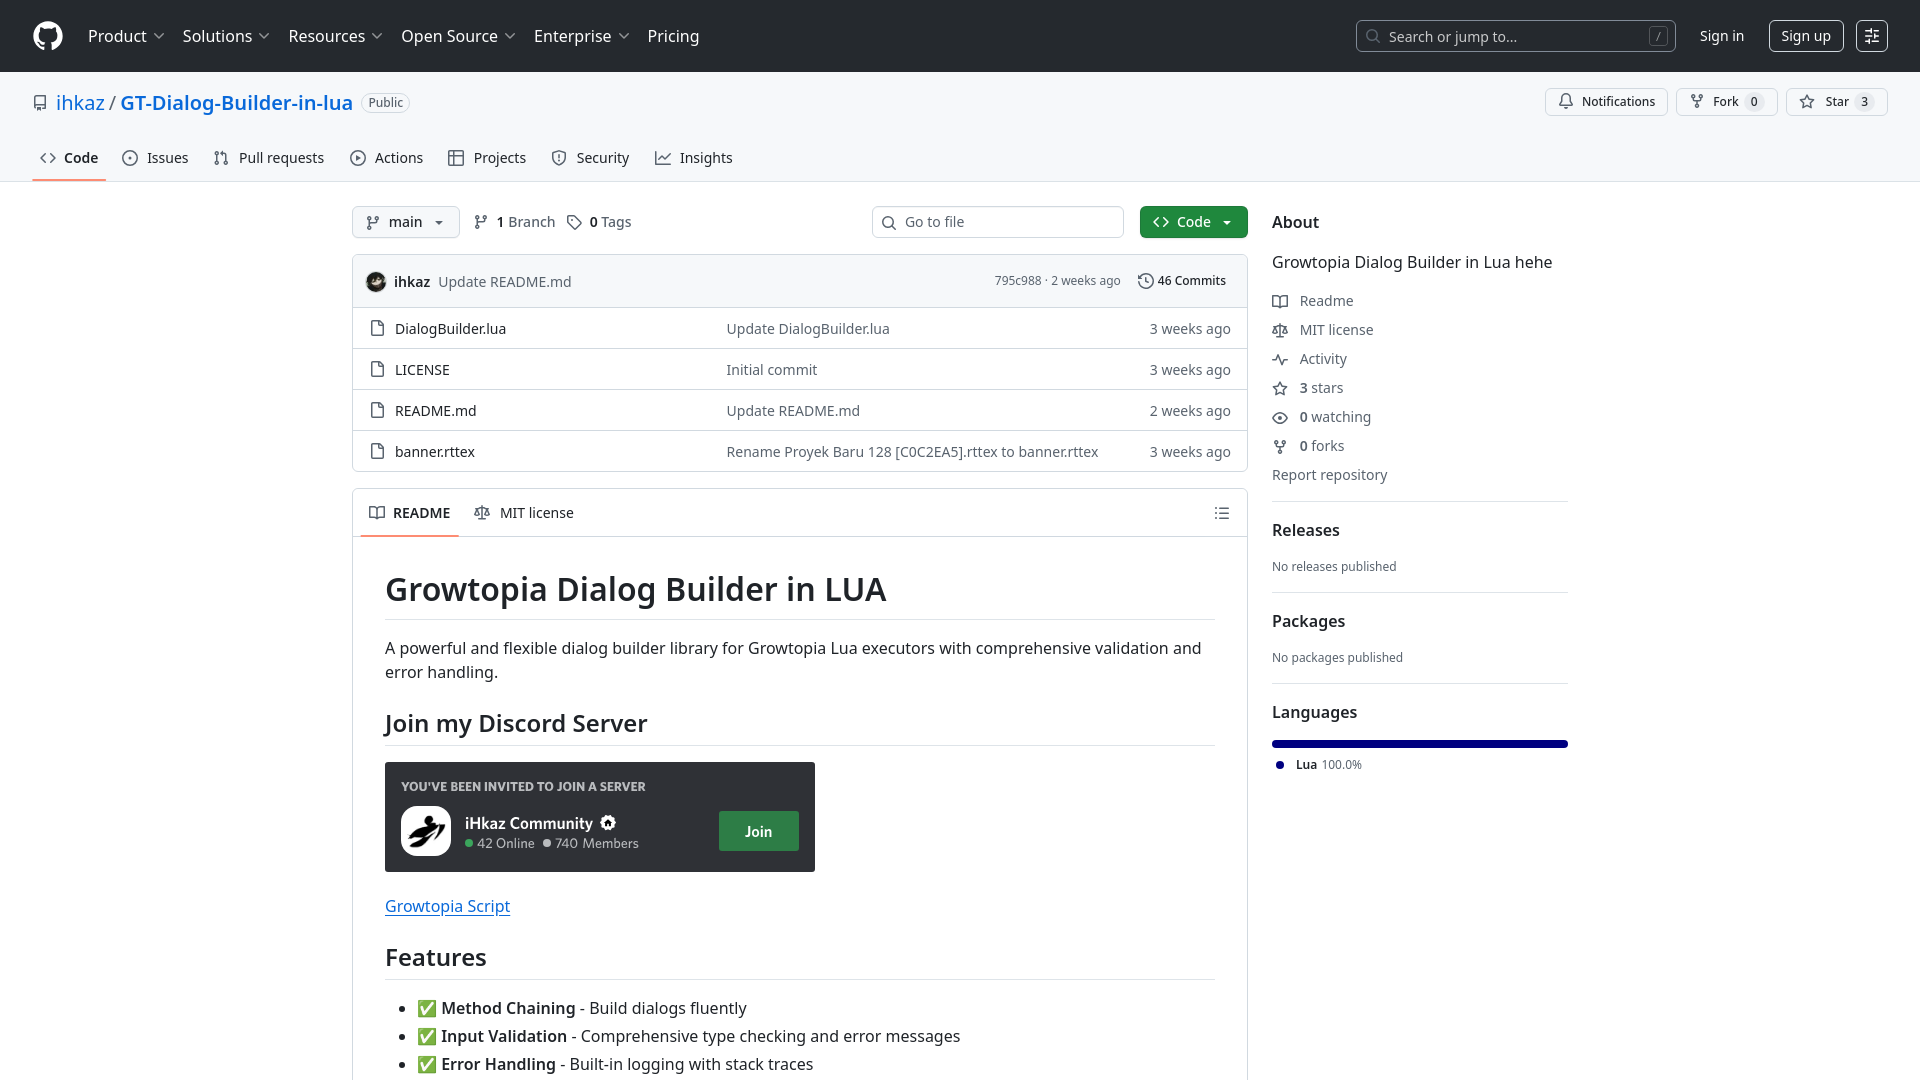 Product Solutions Resources Open Source Enterprise Pricing Search or jump to... / Sign in Sign up
ihkaz / GT-Dialog-Builder-in-lua Public Notifications Fork 0 Star 3
Code Issues Pull requests Actions Projects Security Insights
main 1 Branch 0 Tags Go to file Code
ihkaz Update README.md 795c988 · 2 weeks ago 46 Commits
DialogBuilder.lua Update DialogBuilder.lua 3 weeks ago
LICENSE Initial commit 3 weeks ago
README.md Update README.md 2 weeks ago
banner.rttex Rename Proyek Baru 128 [C0C2EA5].rttex to banner.rttex 3 weeks ago
README MIT license
Growtopia Dialog Builder in LUA
A powerful and flexible dialog builder library for Growtopia Lua executors with comprehensive validation and
error handling.
Join my Discord Server
YOU'VE BEEN INVITED TO JOIN A SERVER
iHkaz Community
42 Online 740 Members
Join
Growtopia Script
Features
• ✅ Method Chaining - Build dialogs fluently
• ✅ Input Validation - Comprehensive type checking and error messages
• ✅ Error Handling - Built-in logging with stack traces
About
Growtopia Dialog Builder in Lua hehe
Readme
MIT license
Activity
3 stars
0 watching
0 forks
Report repository
Releases
No releases published
Packages
No packages published
Languages
Lua 100.0%